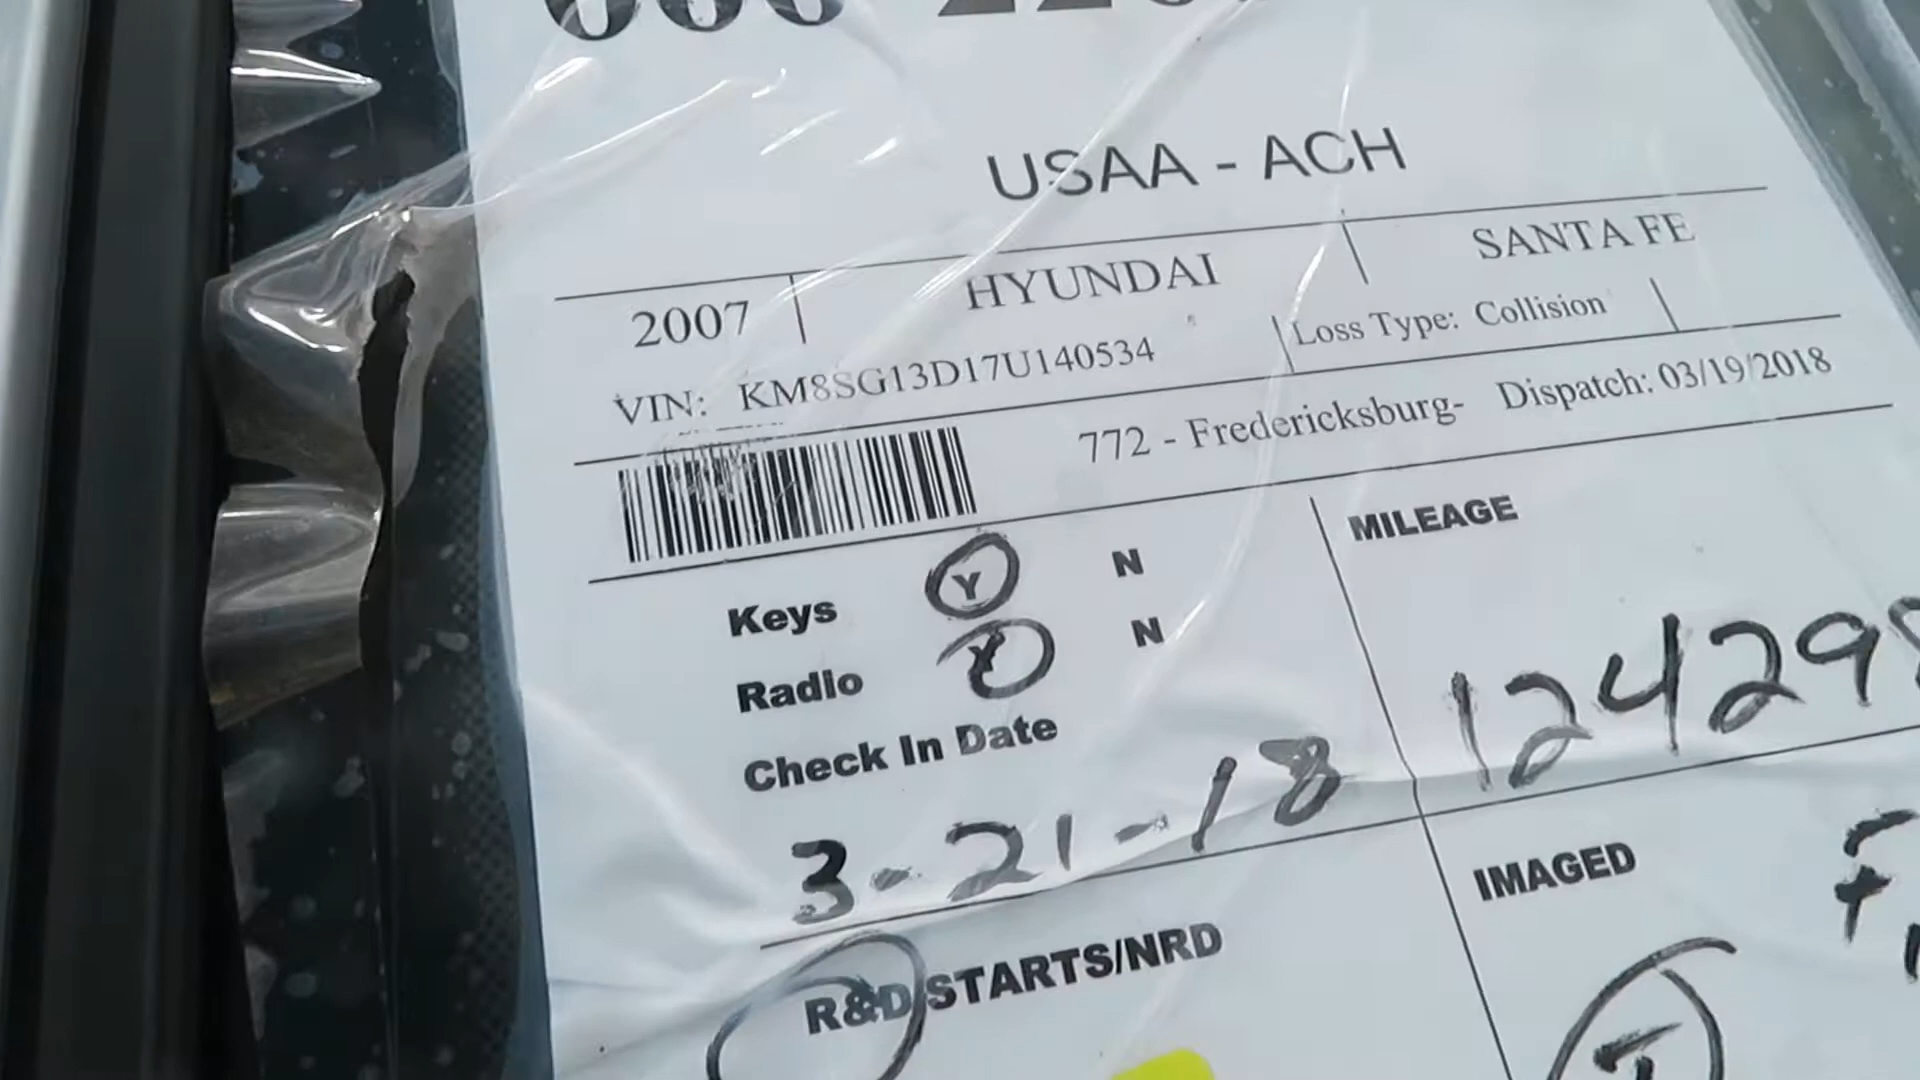 USAA - ACH
2007 HYUNDAI SANTA FE
VIN: KM8SG13D17U140534 Loss Type: Collision
772 - Fredericksburg- Dispatch: 03/19/2018
Keys Y N
MILEAGE
Radio Y N
12429
Check In Date
3-21-18
IMAGED
R&D/STARTS/NRD